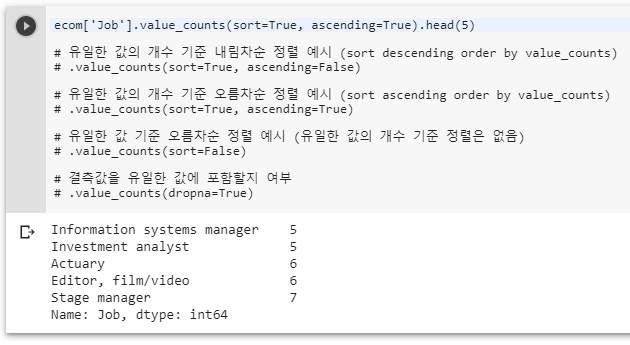 ecom['Job'].value_counts(sort=True, ascending=True).head(5)
# 유일한 값의 개수 기준 내림차순 정렬 예시 (sort descending order by value_counts)
# .value_counts(sort=True, ascending=False)
# 유일한 값의 개수 기준 오름차순 정렬 예시 (sort ascending order by value_counts)
# .value_counts(sort=True, ascending=True)
# 유일한 값 기준 오름차순 정렬 예시 (유일한 값의 개수 기준 정렬은 없음)
# .value_counts(sort=False)
# 결측값을 유일한 값에 포함할지 여부
# .value_counts(dropna=True)
Information systems manager    5
Investment analyst             5
Actuary                        6
Editor, film/video             6
Stage manager                  7
Name: Job, dtype: int64